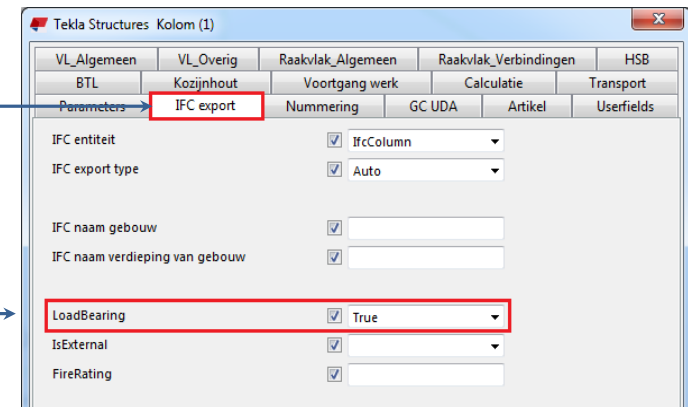 Tekla Structures Kolom (1)
VL_Algemeen VL_Overig Raakvlak_Algemeen Raakvlak_Verbindingen HSB
BTL Kozijnhout Voortgang werk Calculatie Transport
Parameters IFC export Nummering GC UDA Artikel Userfields
IFC entiteit IfcColumn
IFC export type Auto
IFC naam gebouw
IFC naam verdieping van gebouw
LoadBearing True
IsExternal
FireRating